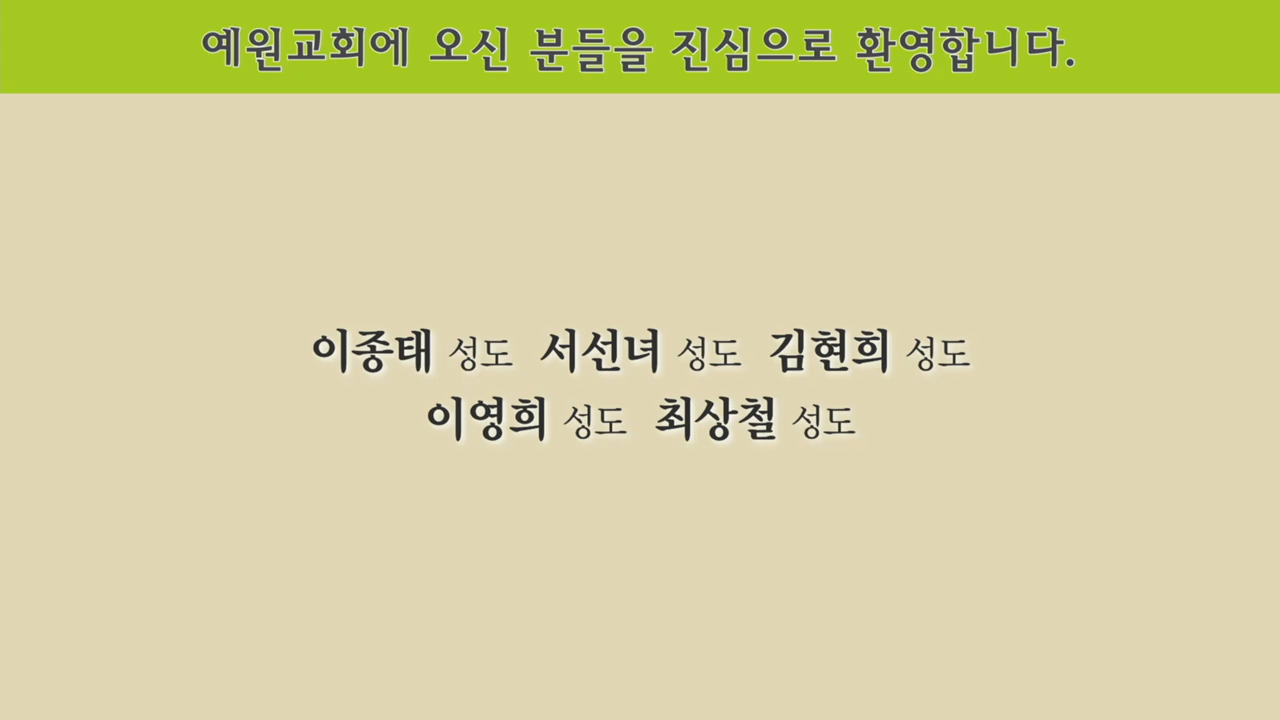 예원교회에 오신 분들을 진심으로 환영합니다.
이종태 성도 서선녀 성도 김현희 성도
이영희 성도 최상철 성도